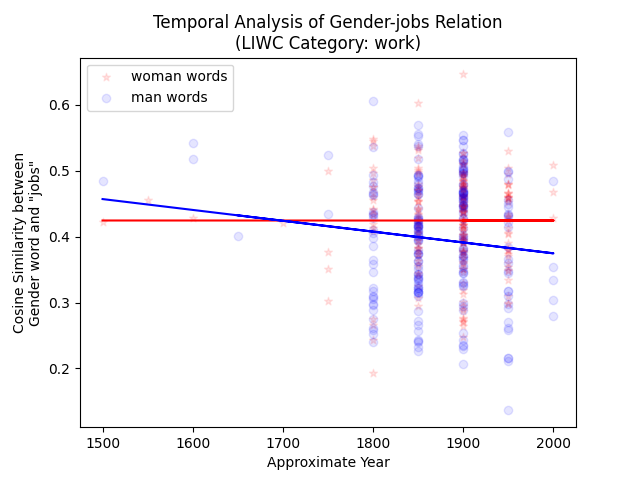 Temporal Analysis of Gender-jobs Relation
(LIWC Category: work)
woman words
man words
0.6
0.5
0.4
0.3
0.2
Cosine Similarity between
Gender word and "Jobs"
1500
1600
1700
1800
1900
2000
Approximate Year